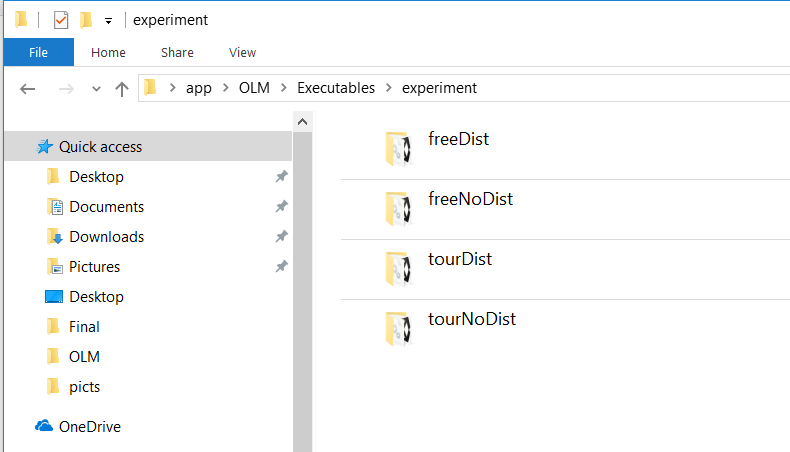 experiment
File Home Share View
app OLM Executables experiment
Quick access
Desktop
Documents
Downloads
Pictures
Desktop
Final
OLM
picts
OneDrive
freeDist
freeNoDist
tourDist
tourNoDist